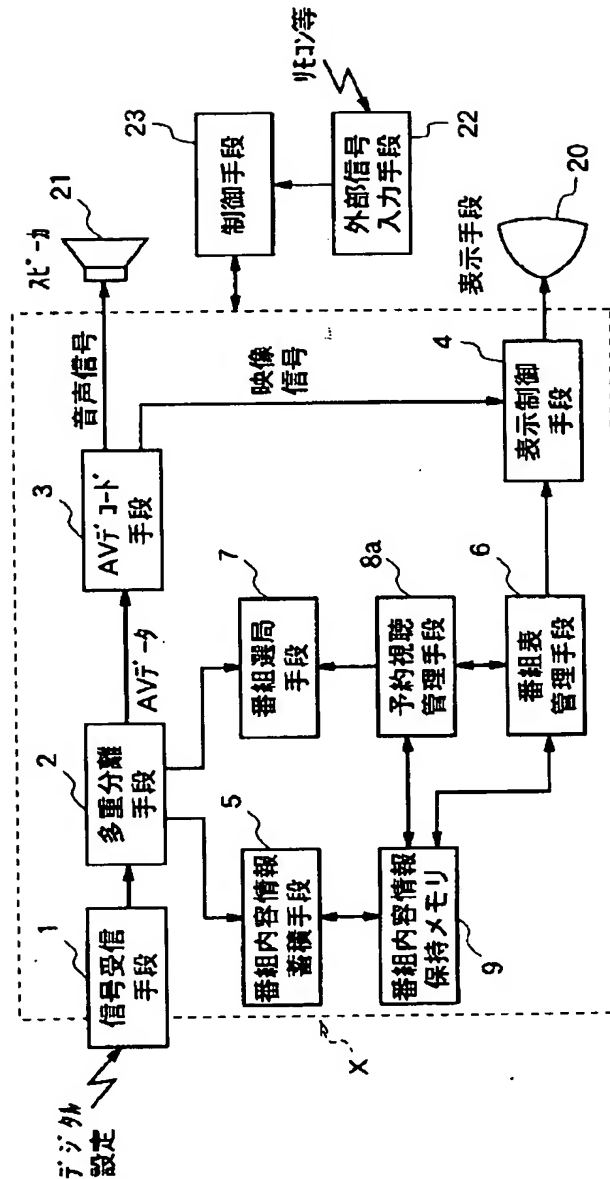 デジタル
設定
1
信号受信
手段
2
多重分離
手段
AVデータ
3
AVデコード
手段
音声信号
スピーカ
21
映像
信号
23
制御手段
外部信号
入力手段
22
リモコン等
5
番組内容情報
蓄積手段
7
番組選局
手段
8a
予約視聴
管理手段
番組内容情報
保持メモリ
9
6
番組表
管理手段
4
表示制御
手段
表示手段
20
X